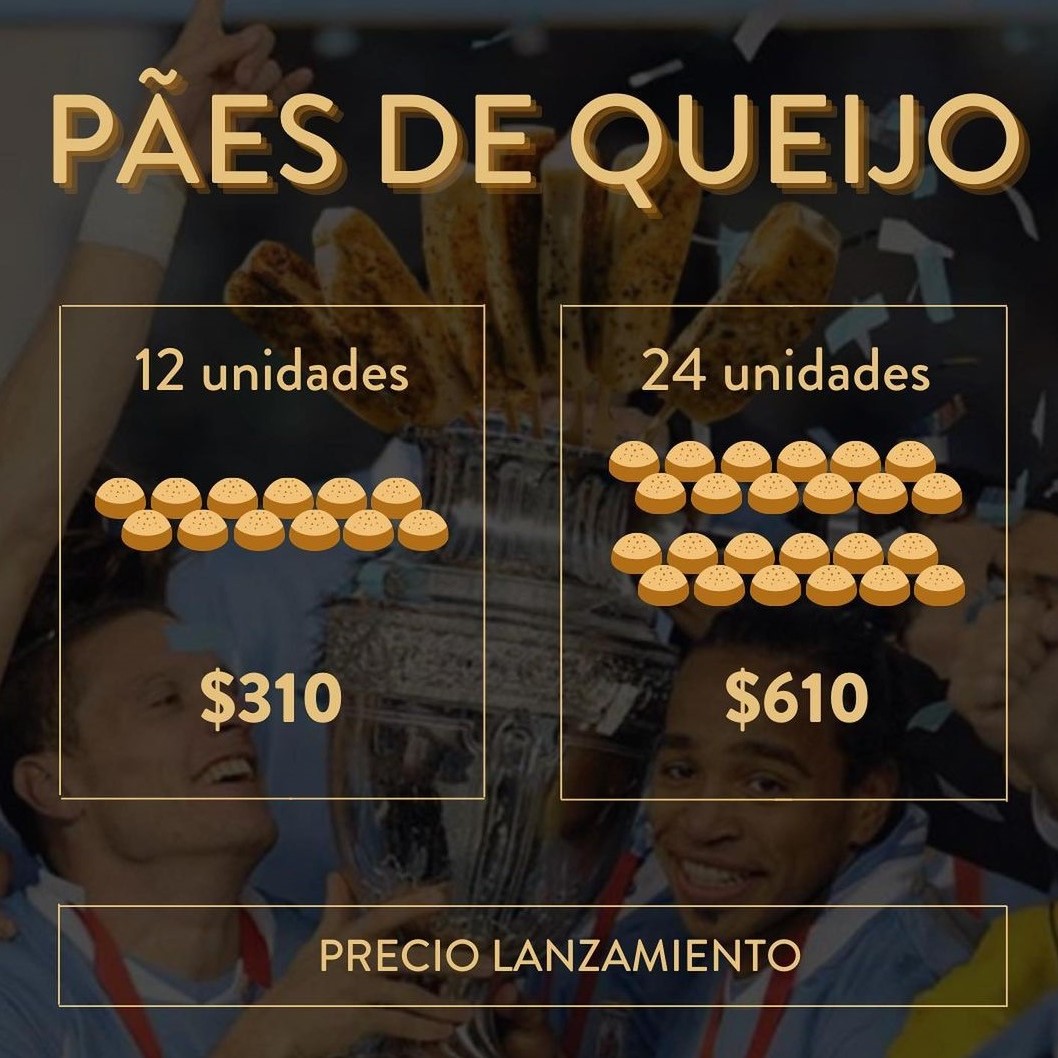 PÃES DE QUEIJO
12 unidades
$310
24 unidades
$610
PRECIO LANZAMIENTO